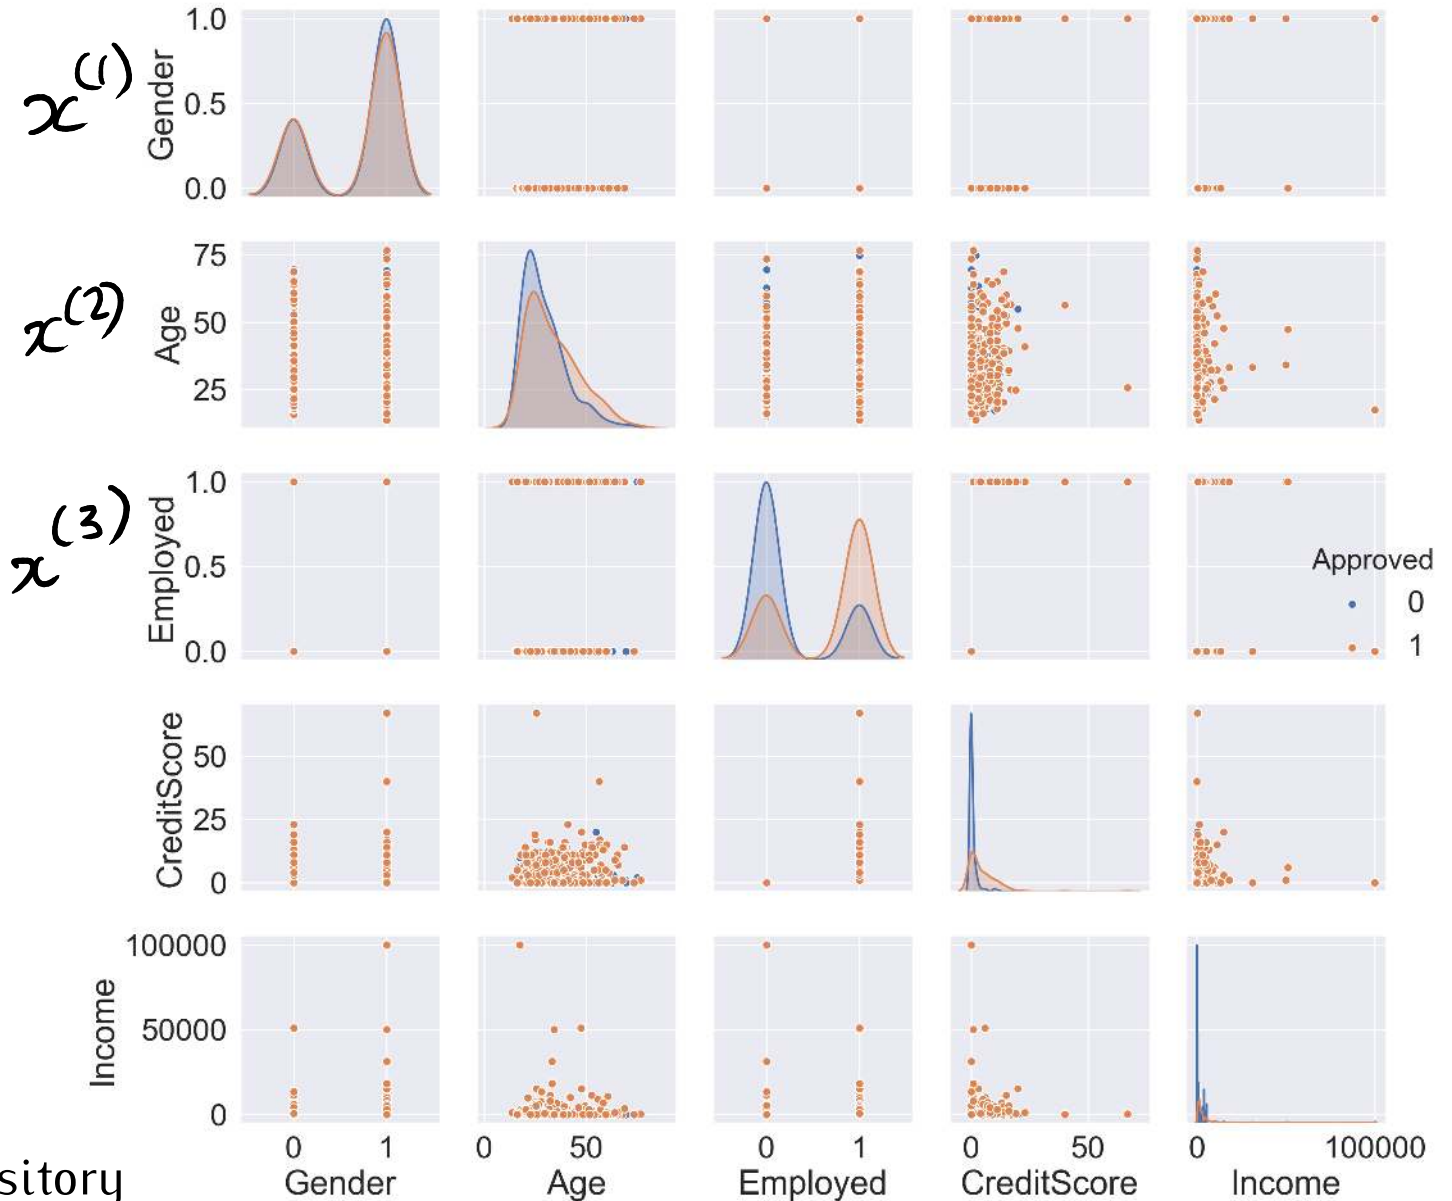 x^(1)
Gender
1.0
0.5
0.0
x^(2)
Age
75
50
25
x^(3)
Employed
1.0
0.5
0.0
Approved
0
1
CreditScore
50
25
0
Income
100000
50000
0
0 1 0 50 0 1 0 50 0 100000
Gender Age Employed CreditScore Income
sitory